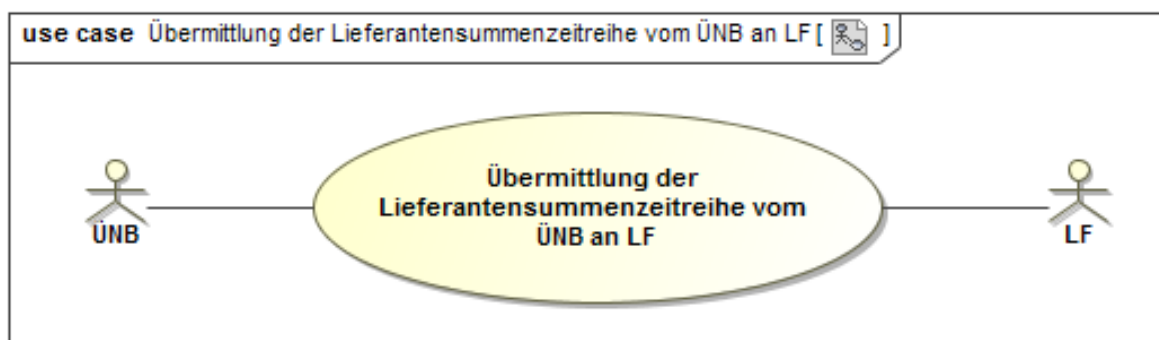 use case Übermittlung der Lieferantensummenzeitreihe vom ÜNB an LF [ ]
Übermittlung der
Lieferantensummenzeitreihe vom
ÜNB an LF
ÜNB
LF